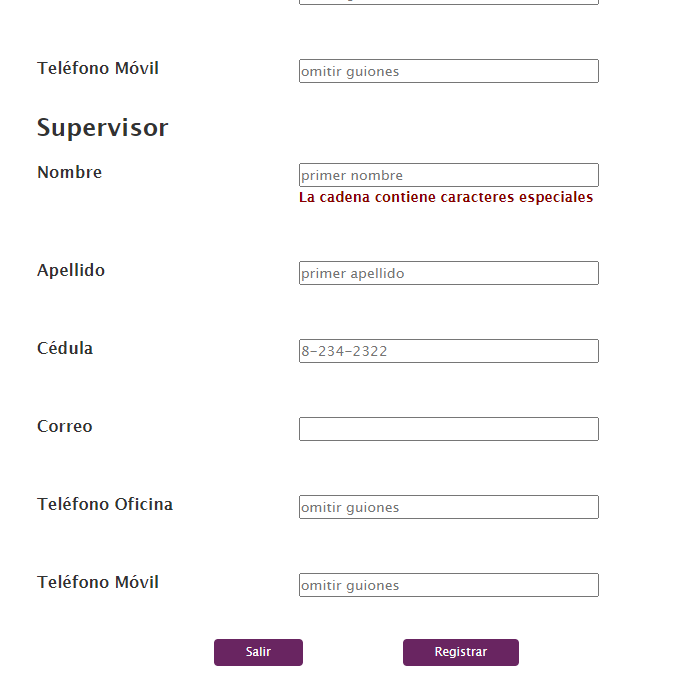 Teléfono Móvil
omitir guiones
Supervisor
Nombre
primer nombre
La cadena contiene caracteres especiales
Apellido
primer apellido
Cédula
8-234-2322
Correo
Teléfono Oficina
omitir guiones
Teléfono Móvil
omitir guiones
Salir
Registrar